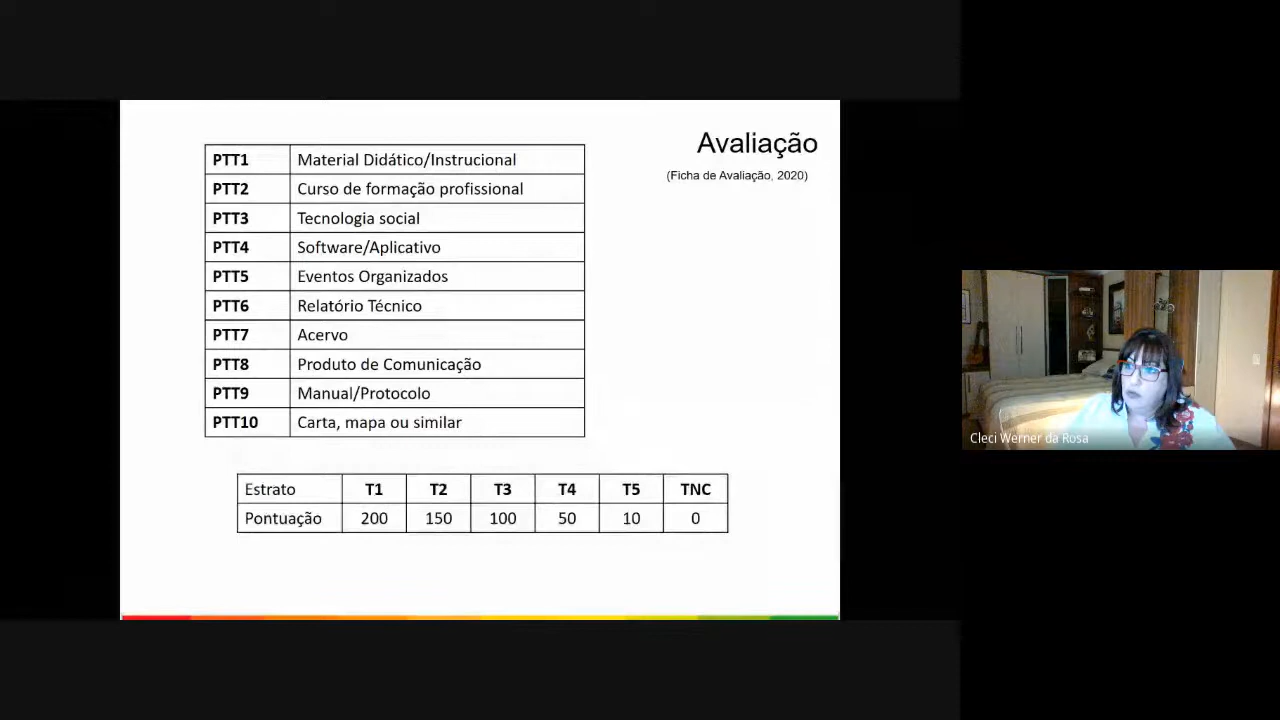 Avaliação
(Ficha de Avaliação, 2020)
PTT1 Material Didático/Instrucional
PTT2 Curso de formação profissional
PTT3 Tecnologia social
PTT4 Software/Aplicativo
PTT5 Eventos Organizados
PTT6 Relatório Técnico
PTT7 Acervo
PTT8 Produto de Comunicação
PTT9 Manual/Protocolo
PTT10 Carta, mapa ou similar
Estrato T1 T2 T3 T4 T5 TNC
Pontuação 200 150 100 50 10 0
Cleci Werner da Rosa